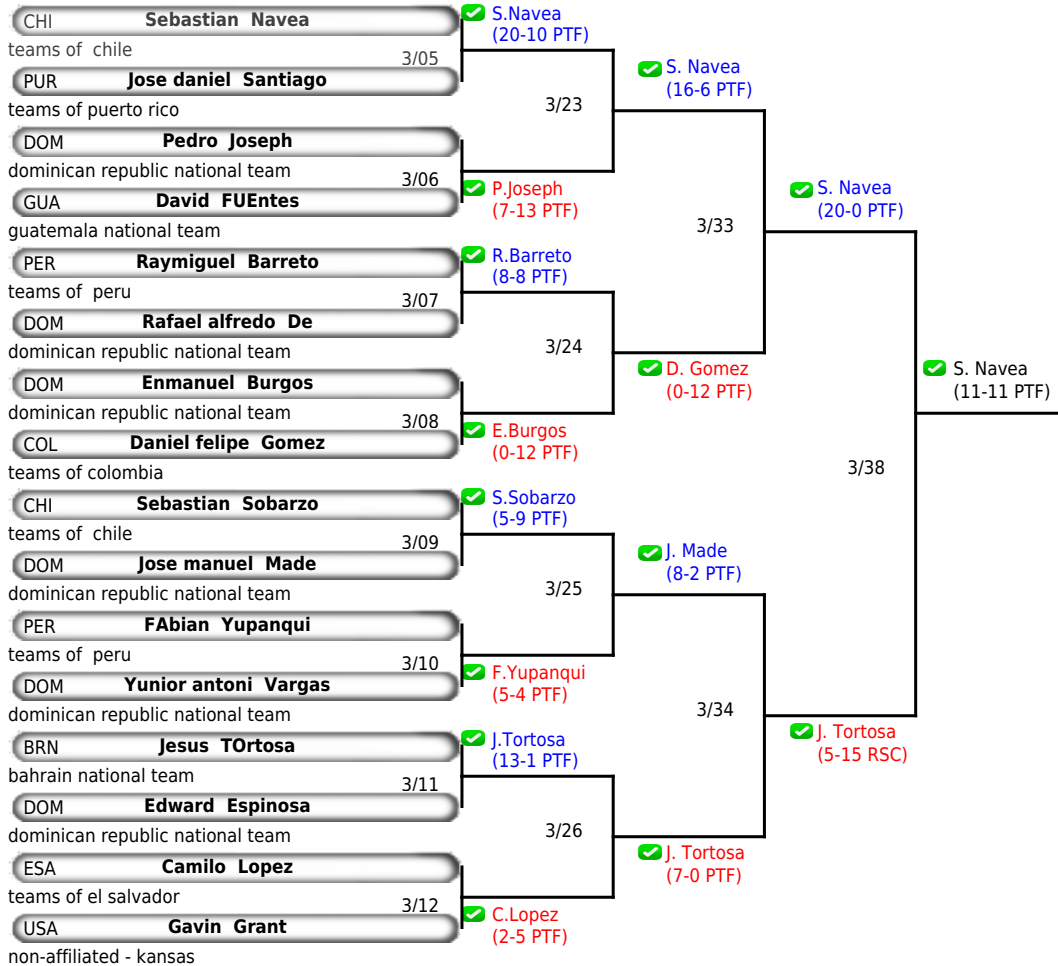 CHI Sebastian Navea
teams of chile
3/05
PUR Jose daniel Santiago
teams of puerto rico
DOM Pedro Joseph
dominican republic national team
3/06
GUA David FUEntes
guatemala national team
PER Raymiguel Barreto
teams of peru
3/07
DOM Rafael alfredo De
dominican republic national team
DOM Enmanuel Burgos
dominican republic national team
3/08
COL Daniel felipe Gomez
teams of colombia
CHI Sebastian Sobarzo
teams of chile
3/09
DOM Jose manuel Made
dominican republic national team
PER FAbian Yupanqui
teams of peru
3/10
DOM Yunior antoni Vargas
dominican republic national team
BRN Jesus TOrtosa
bahrain national team
3/11
DOM Edward Espinosa
dominican republic national team
ESA Camilo Lopez
teams of el salvador
3/12
USA Gavin Grant
non-affiliated - kansas
S.Navea
(20-10 PTF)
3/23
P.Joseph
(7-13 PTF)
R.Barreto
(8-8 PTF)
3/24
E.Burgos
(0-12 PTF)
S.Sobarzo
(5-9 PTF)
3/25
F.Yupanqui
(5-4 PTF)
J.Tortosa
(13-1 PTF)
3/26
C.Lopez
(2-5 PTF)
S. Navea
(16-6 PTF)
3/33
D. Gomez
(0-12 PTF)
J. Made
(8-2 PTF)
3/34
J. Tortosa
(7-0 PTF)
S. Navea
(20-0 PTF)
3/38
J. Tortosa
(5-15 RSC)
S. Navea
(11-11 PTF)